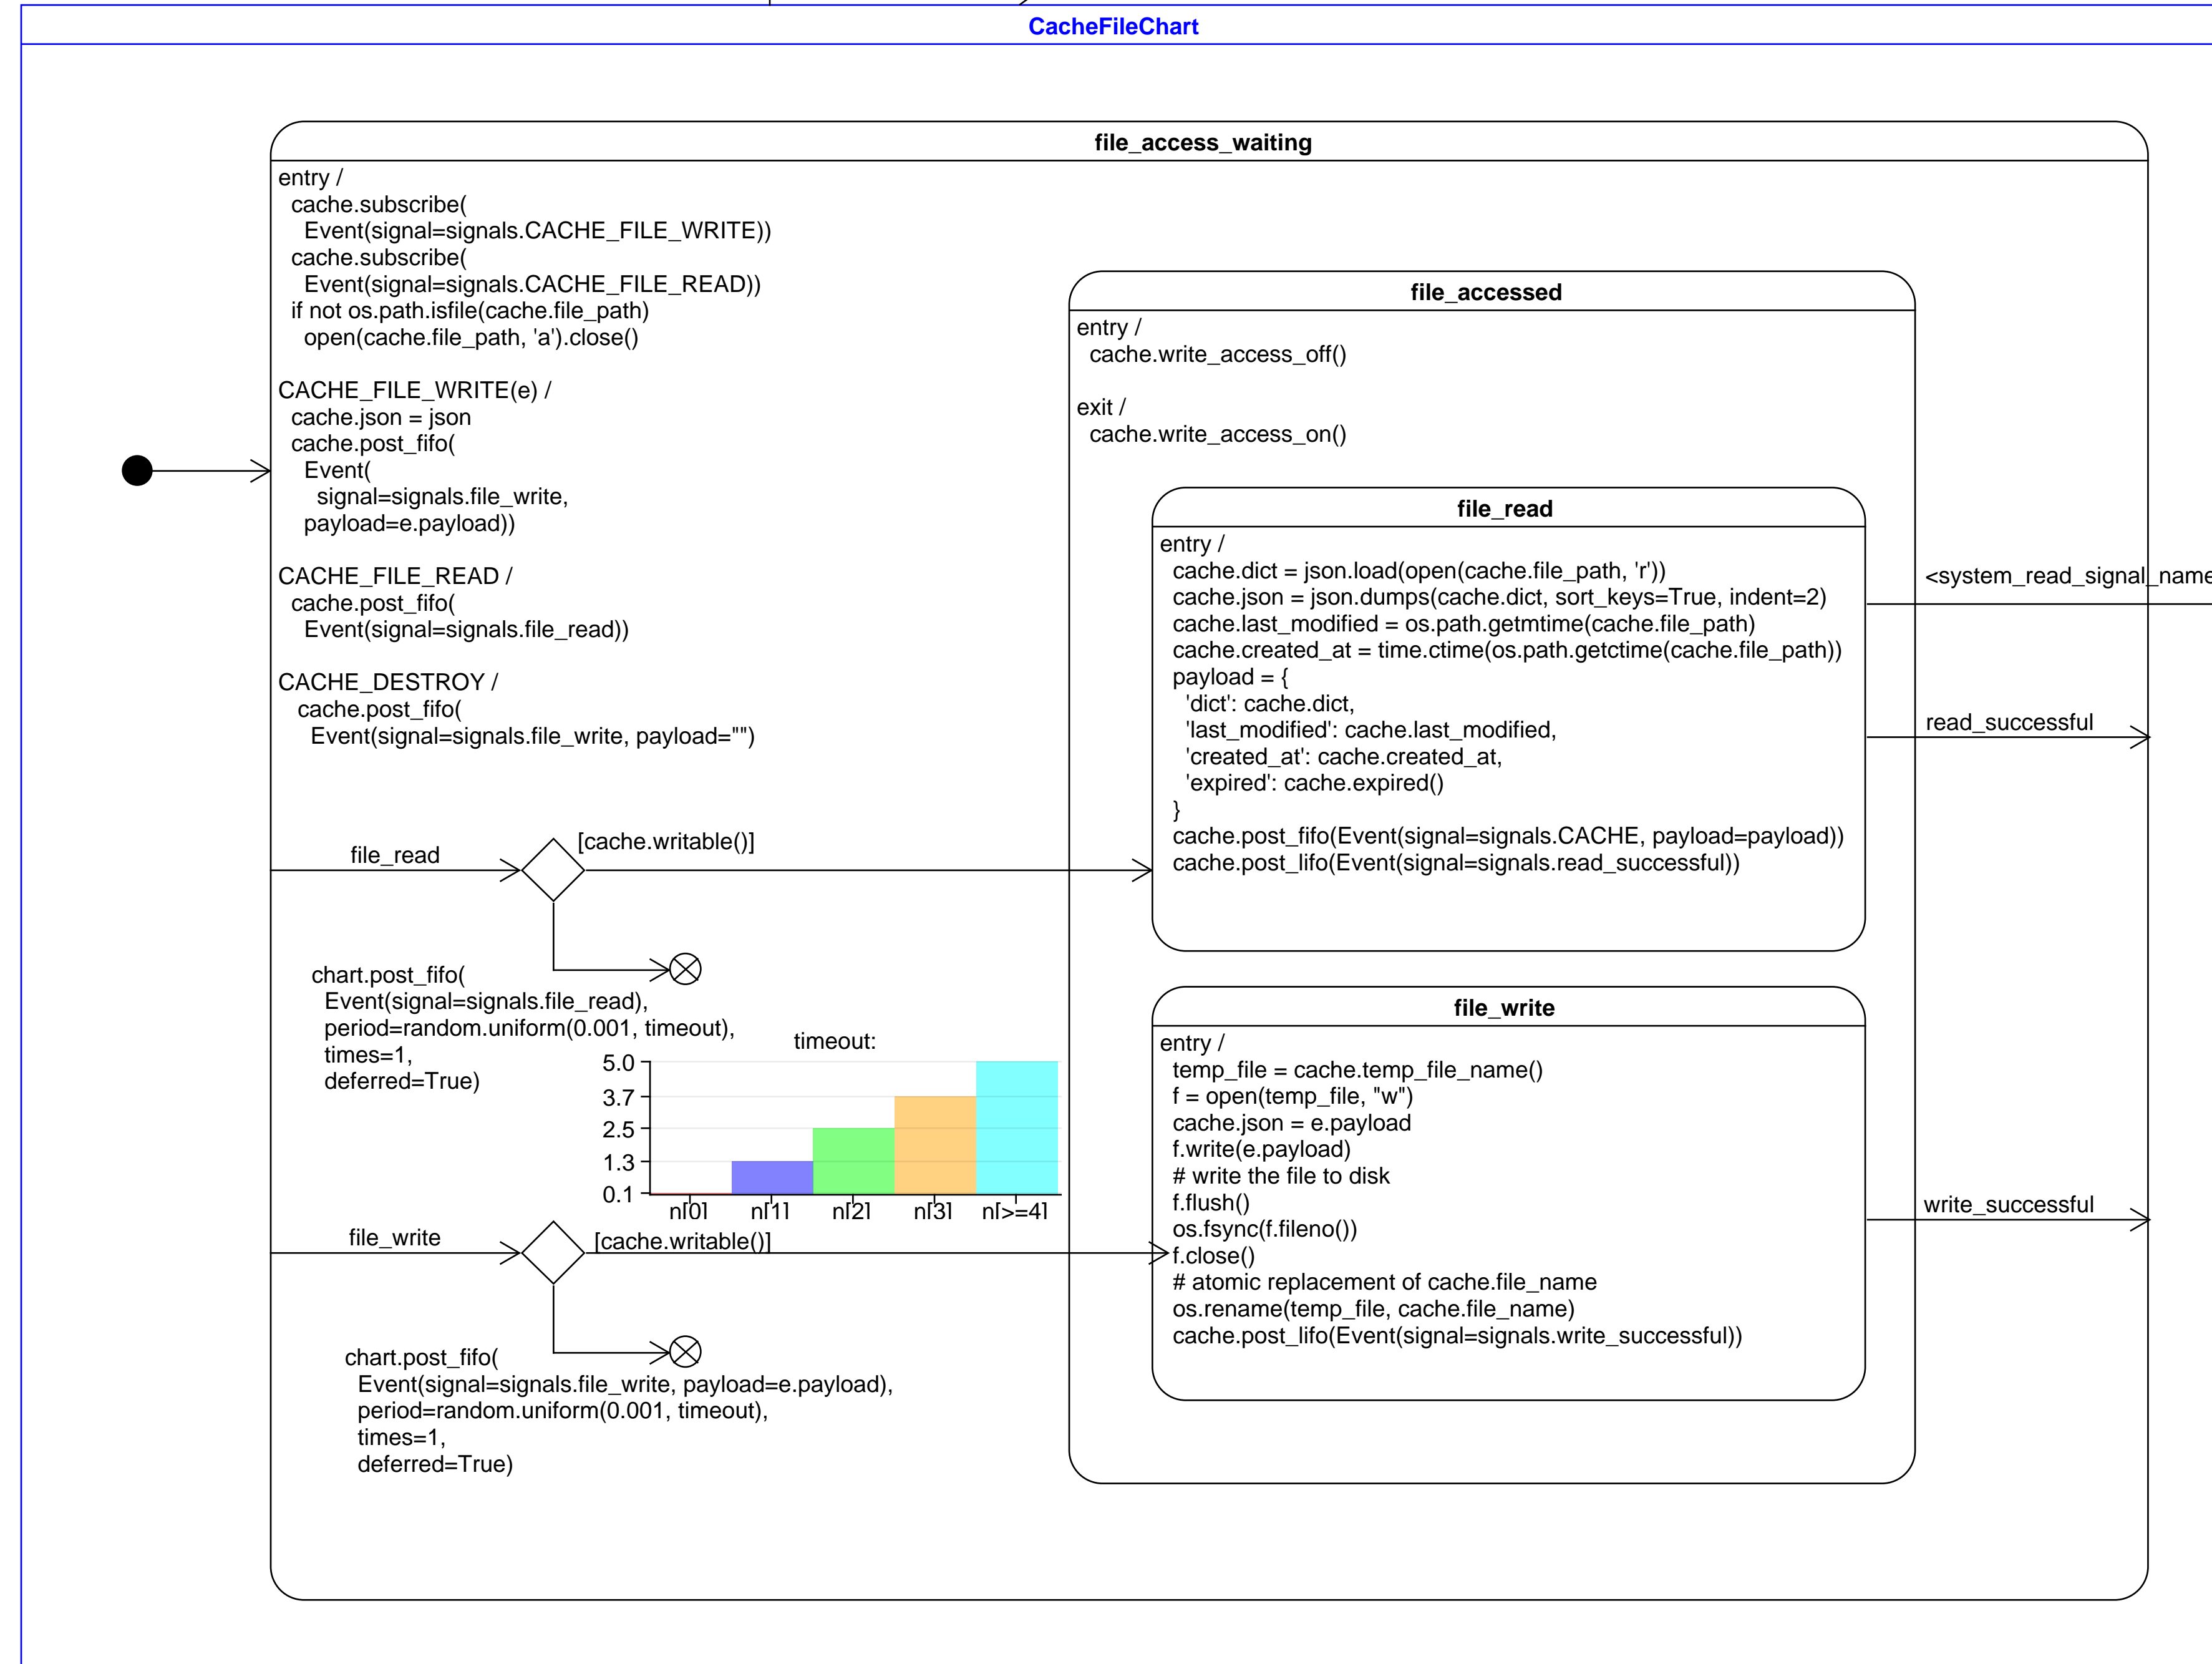 CacheFileChart
file_access_waiting
entry /
cache.subscribe(
Event(signal=signals.CACHE_FILE_WRITE))
cache.subscribe(
Event(signal=signals.CACHE_FILE_READ))
if not os.path.isfile(cache.file_path)
open(cache.file_path, 'a').close()
CACHE_FILE_WRITE(e) /
cache.json = json
cache.post_fifo(
Event(
signal=signals.file_write,
payload=e.payload))
CACHE_FILE_READ /
cache.post_fifo(
Event(signal=signals.file_read))
CACHE_DESTROY /
cache.post_fifo(
Event(signal=signals.file_write, payload="")
file_read
[cache.writable()]
chart.post_fifo(
Event(signal=signals.file_read),
period=random.uniform(0.001, timeout),
times=1,
deferred=True)
timeout:
5.0
3.7
2.5
1.3
0.1
n[0] n[1] n[2] n[3] n[>=4]
file_write
[cache.writable()]
chart.post_fifo(
Event(signal=signals.file_write, payload=e.payload),
period=random.uniform(0.001, timeout),
times=1,
deferred=True)
file_accessed
entry /
cache.write_access_off()
exit /
cache.write_access_on()
file_read
entry /
cache.dict = json.load(open(cache.file_path, 'r'))
cache.json = json.dumps(cache.dict, sort_keys=True, indent=2)
cache.last_modified = os.path.getmtime(cache.file_path)
cache.created_at = time.ctime(os.path.getctime(cache.file_path))
payload = {
'dict': cache.dict,
'last_modified': cache.last_modified,
'created_at': cache.created_at,
'expired': cache.expired()
}
cache.post_fifo(Event(signal=signals.CACHE, payload=payload))
cache.post_lifo(Event(signal=signals.read_successful))
file_write
entry /
temp_file = cache.temp_file_name()
f = open(temp_file, "w")
cache.json = e.payload
f.write(e.payload)
# write the file to disk
f.flush()
os.fsync(f.fileno())
f.close()
# atomic replacement of cache.file_name
os.rename(temp_file, cache.file_name)
cache.post_lifo(Event(signal=signals.write_successful))
<system_read_signal_name
read_successful
write_successful